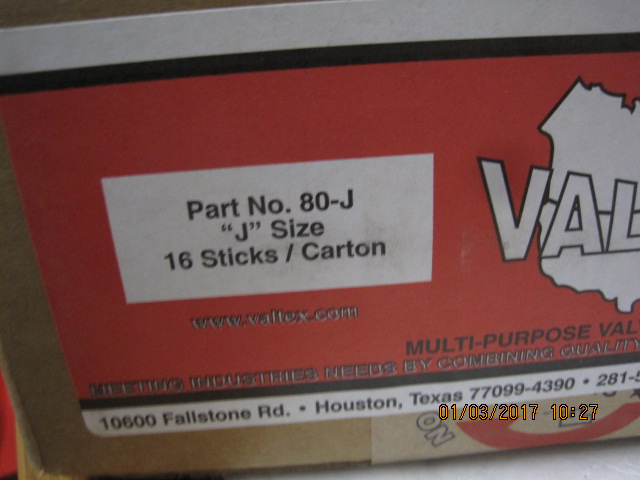 Part No. 80-J
“J” Size
16 Sticks / Carton
VAL
www.valtex.com
MULTI-PURPOSE VAL
MEETING INDUSTRIES NEEDS BY COMBINING QUALITY
10600 Fallstone Rd. • Houston, Texas 77099-4390 • 281-5
01/03/2017 10:27
NO